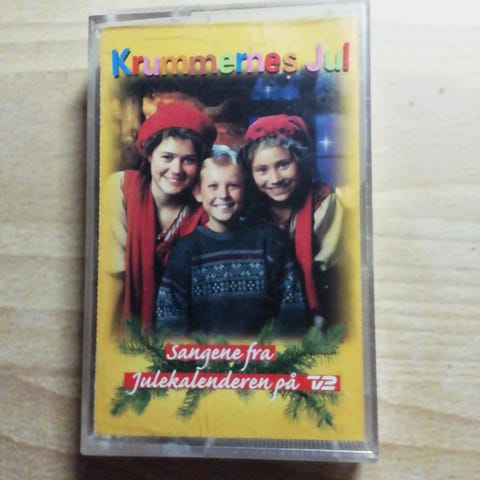 Krummernes Jul
Sangene fra
Julekalenderen på TV2